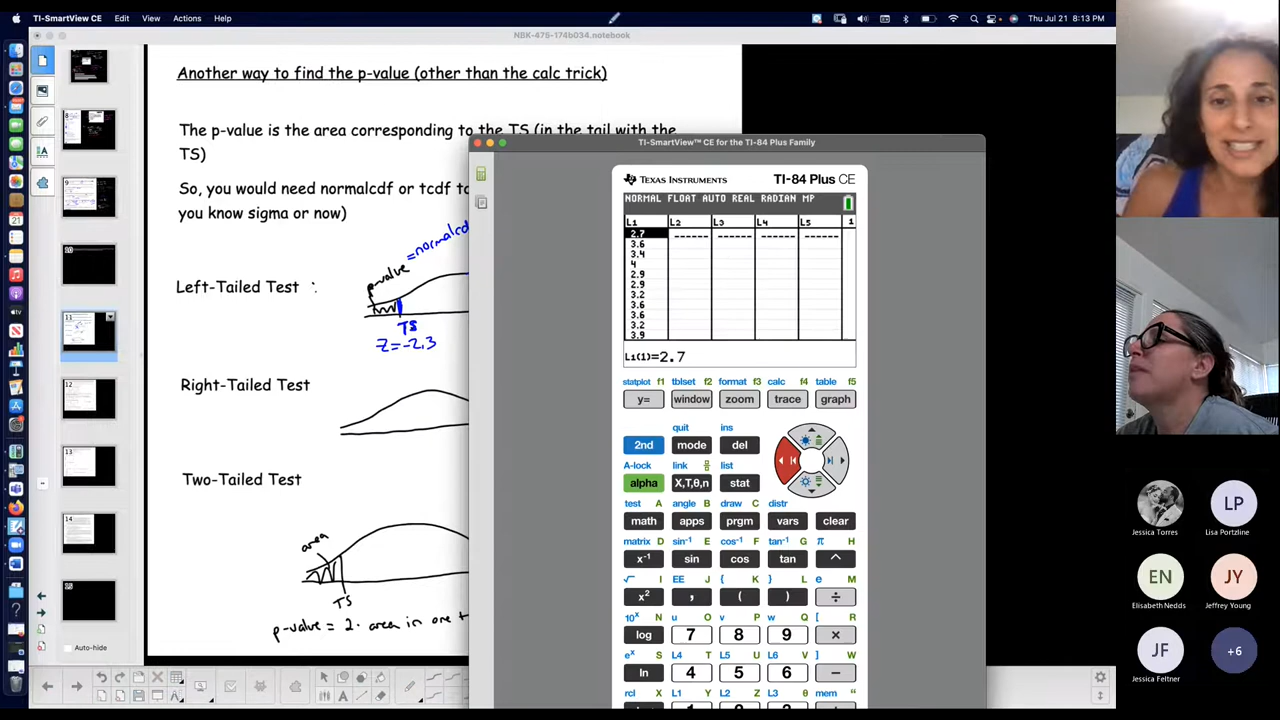 TI-SmartView CE Edit View Actions Help
Thu Jul 21 8:13 PM
NBK-475-174b034.notebook
Another way to find the p-value (other than the calc trick)
The p-value is the area corresponding to the TS (in the tail with the
TS)
So, you would need normalcdf or tcdf to
you know sigma or now)
=normalcd
p-value
Left-Tailed Test :
TS
Z=-2.3
Right-Tailed Test
Two-Tailed Test
area
TS
p-value = 2. area in one t
8
9
10
11
12
13
14
Auto-hide
TI-SmartView™ CE for the TI-84 Plus Family
TEXAS INSTRUMENTS TI-84 Plus CE
NORMAL FLOAT AUTO REAL RADIAN MP
L1 L2 L3 L4 L5 1
2.7 ------ ------ ------ ------
3.6
3.4
4
2.9
2.9
3.2
3.6
3.2
3.9
L1(1)=2.7
statplot f1 tblset f2 format f3 calc f4 table f5
y= window zoom trace graph
quit ins
2nd mode del
A-lock link list
alpha X,T,θ,n stat
test A angle B draw C distr
math apps prgm vars clear
matrix D sin⁻¹ E cos⁻¹ F tan⁻¹ G π H
x⁻¹ sin cos tan ^
√ I EE J { K } L e M
x² , ( ) ÷
10ˣ N u O v P w Q [ R
log 7 8 9 ×
eˣ S L4 T L5 U L6 V ] W
ln 4 5 6 −
rcl X L1 Y L2 Z L3 θ mem "
Jessica Torres
LP
Lisa Portzline
EN
Elisabeth Nedds
JY
Jeffrey Young
JF
Jessica Feltner
+6